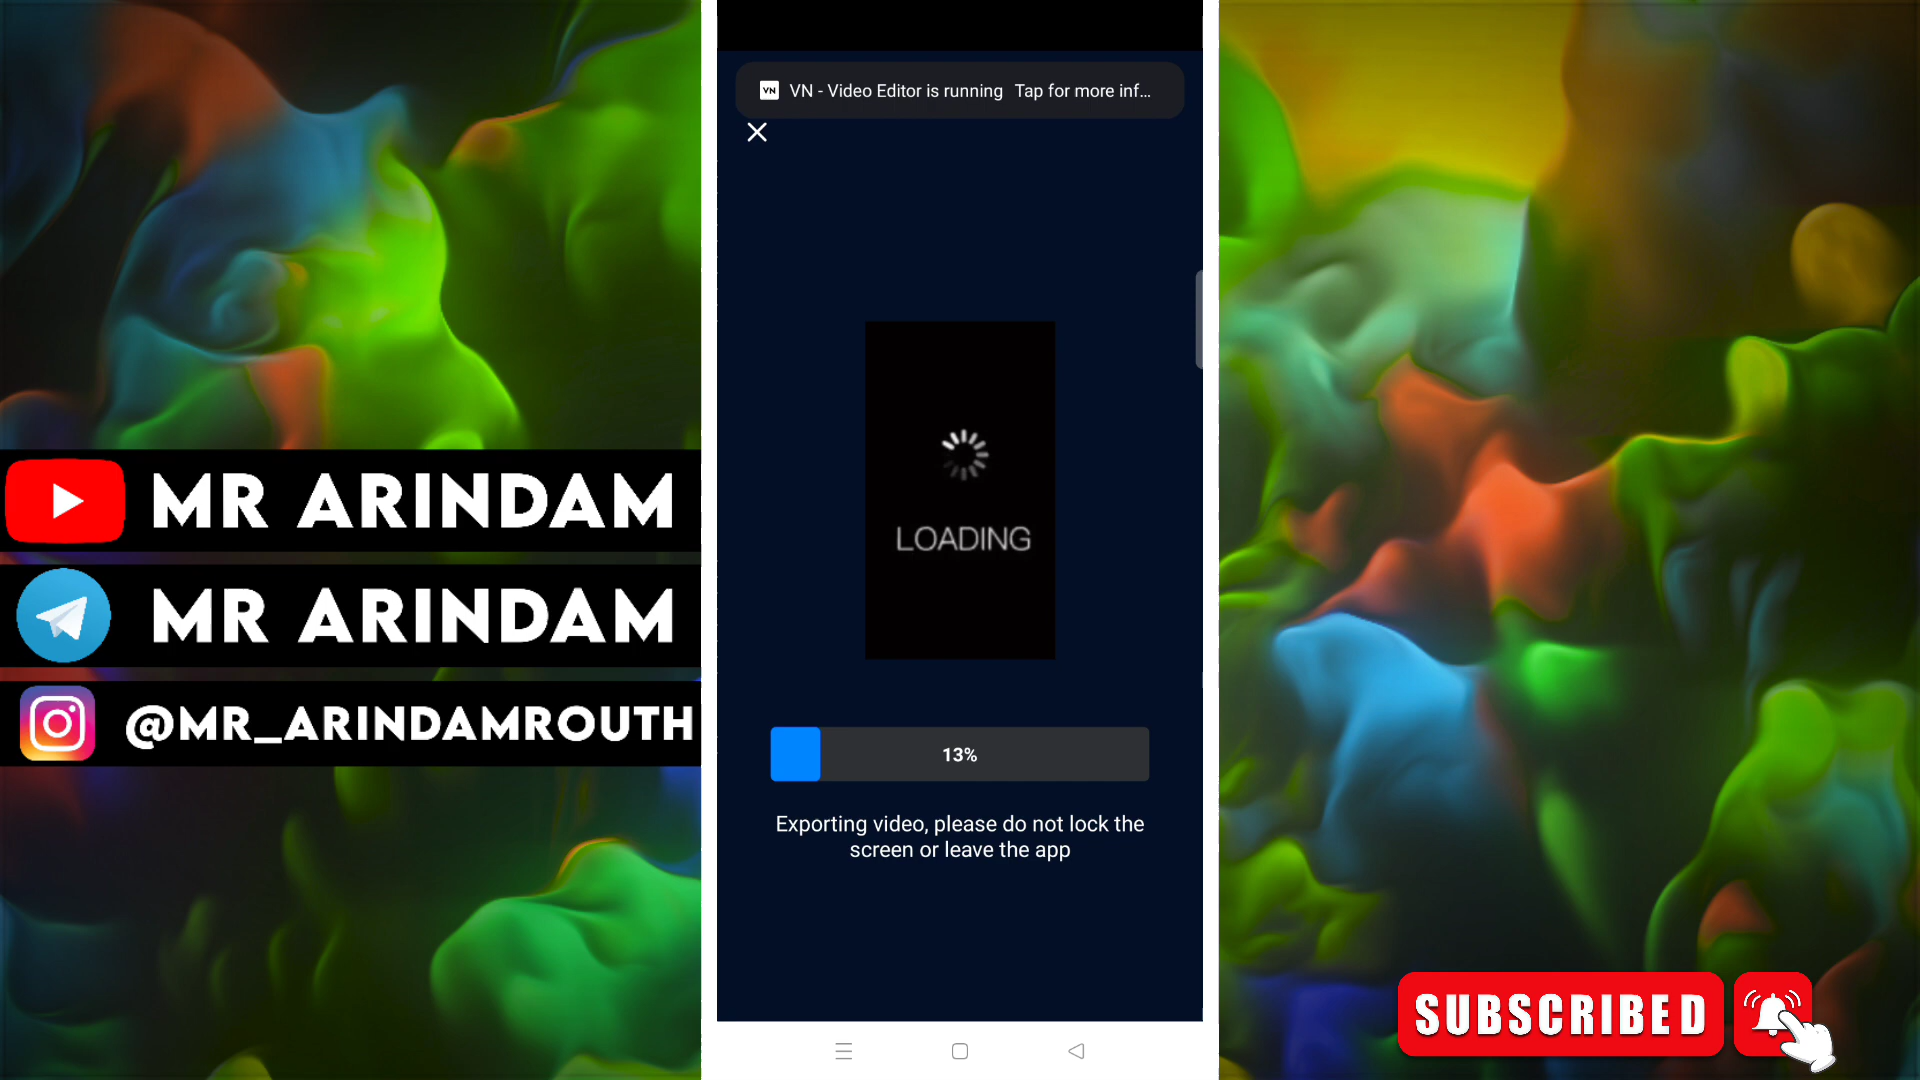 VN VN - Video Editor is running Tap for more inf...
LOADING
MR ARINDAM
MR ARINDAM
@MR_ARINDAMROUTH
13%
Exporting video, please do not lock the
screen or leave the app
SUBSCRIBED